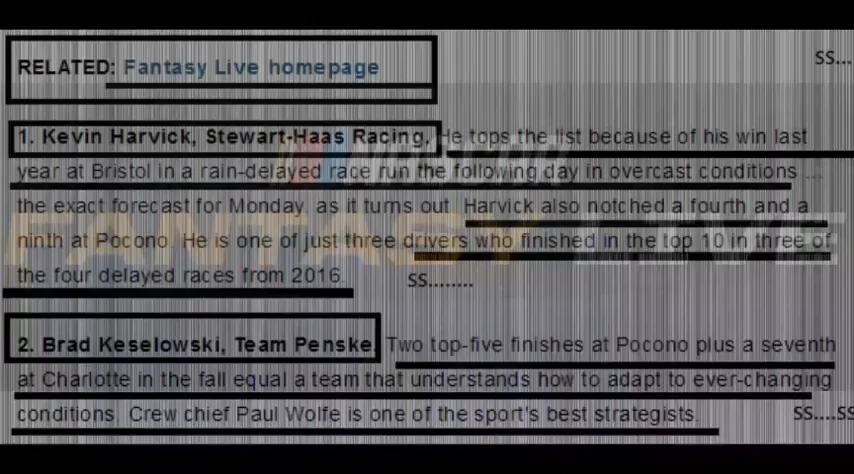 SS...
RELATED: Fantasy Live homepage
1. Kevin Harvick, Stewart-Haas Racing. He tops the list because of his win last
year at Bristol in a rain-delayed race run the following day in overcast conditions ...
the exact forecast for Monday, as it turns out. Harvick also notched a fourth and a
ninth at Pocono. He is one of just three drivers who finished in the top 10 in three of
the four delayed races from 2016.
SS........
2. Brad Keselowski, Team Penske. Two top-five finishes at Pocono plus a seventh
at Charlotte in the fall equal a team that understands how to adapt to ever-changing
conditions. Crew chief Paul Wolfe is one of the sport's best strategists.
SS....SS
NASCAR
FANTASY LIVE